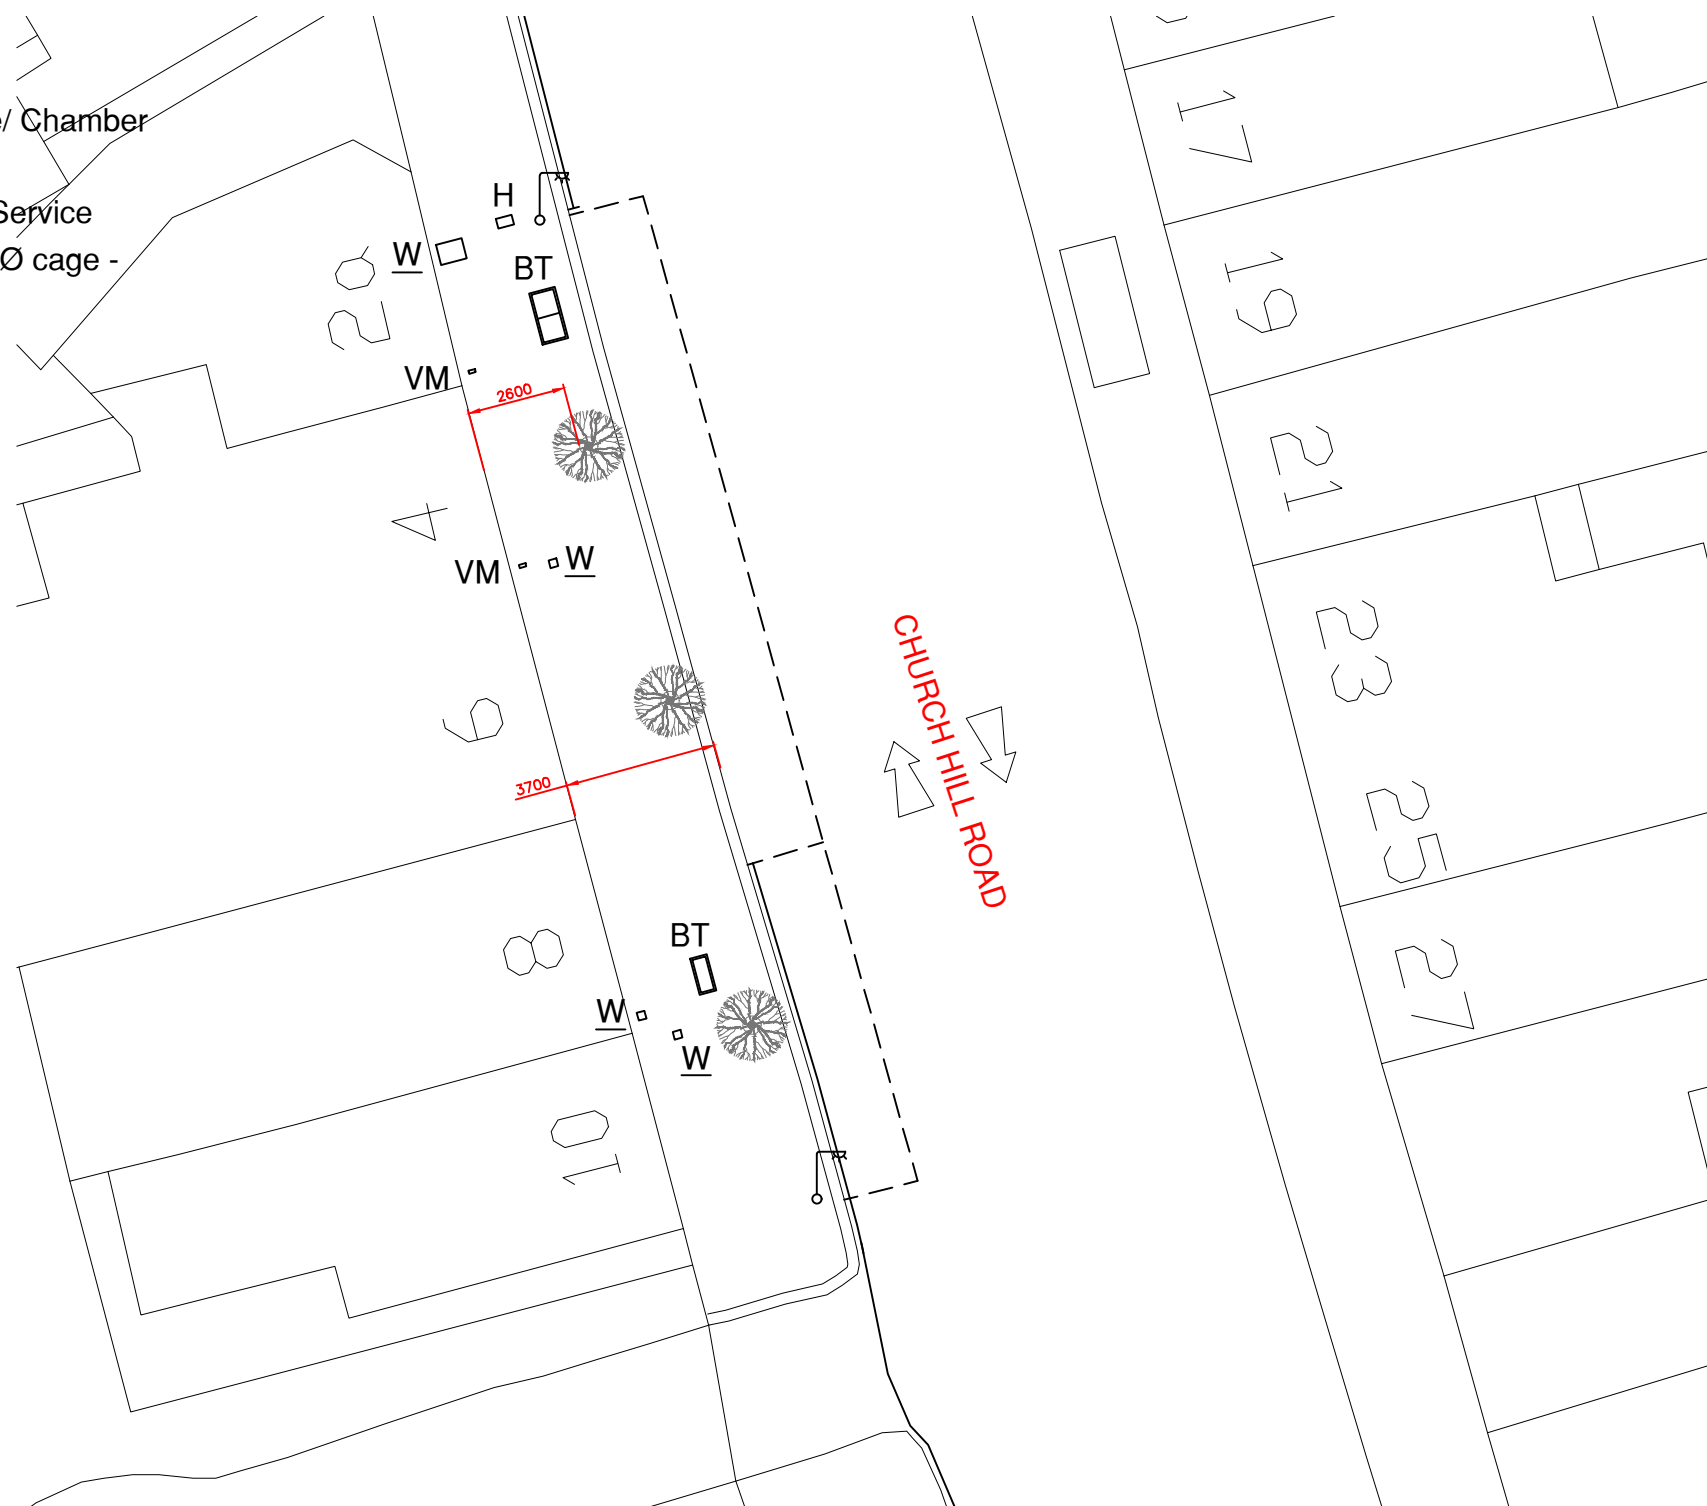 e/ Chamber
Service
Ø cage -
H
W
BT
2
VM
2600
4
VM
W
6
3700
BT
8
W
W
10
CHURCH HILL ROAD
17
19
21
23
25
27